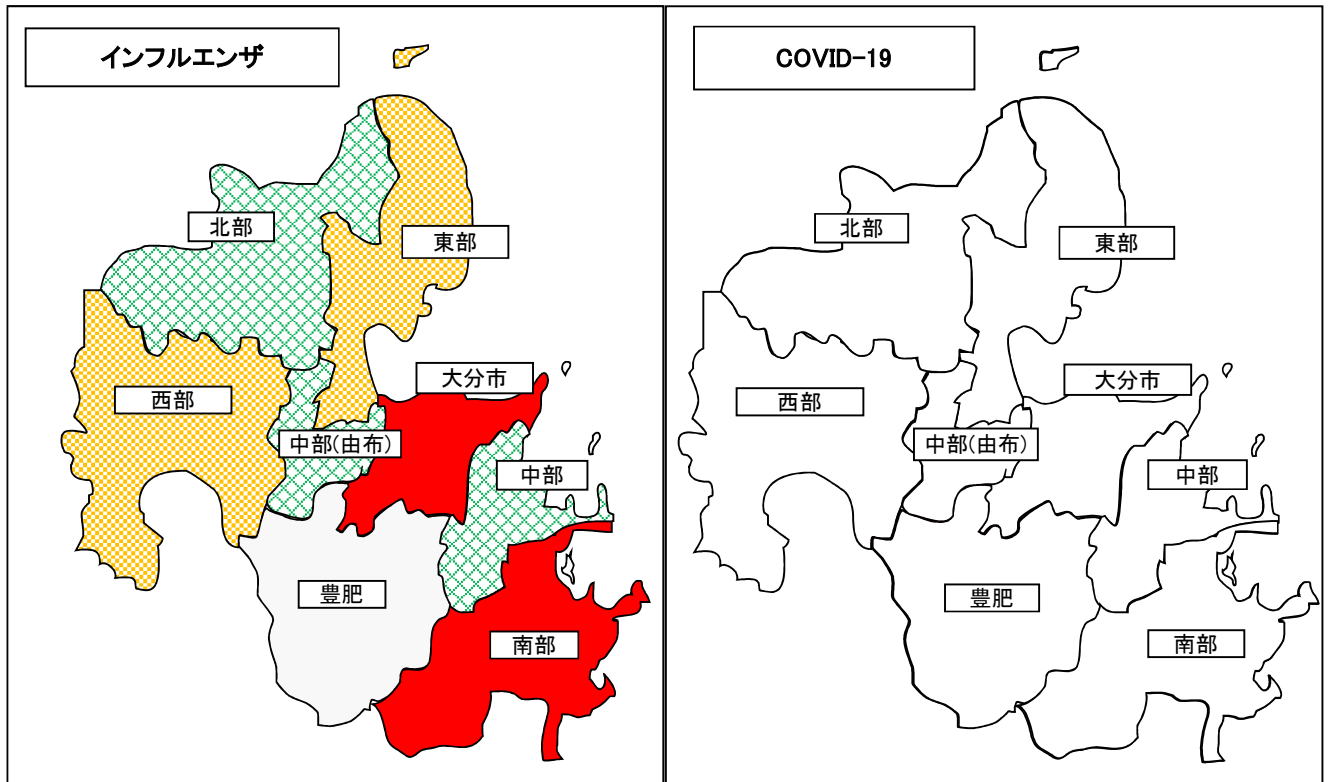 インフルエンザ
北部
東部
大分市
西部
中部(由布)
中部
豊肥
南部
COVID-19
北部
東部
大分市
西部
中部(由布)
中部
豊肥
南部